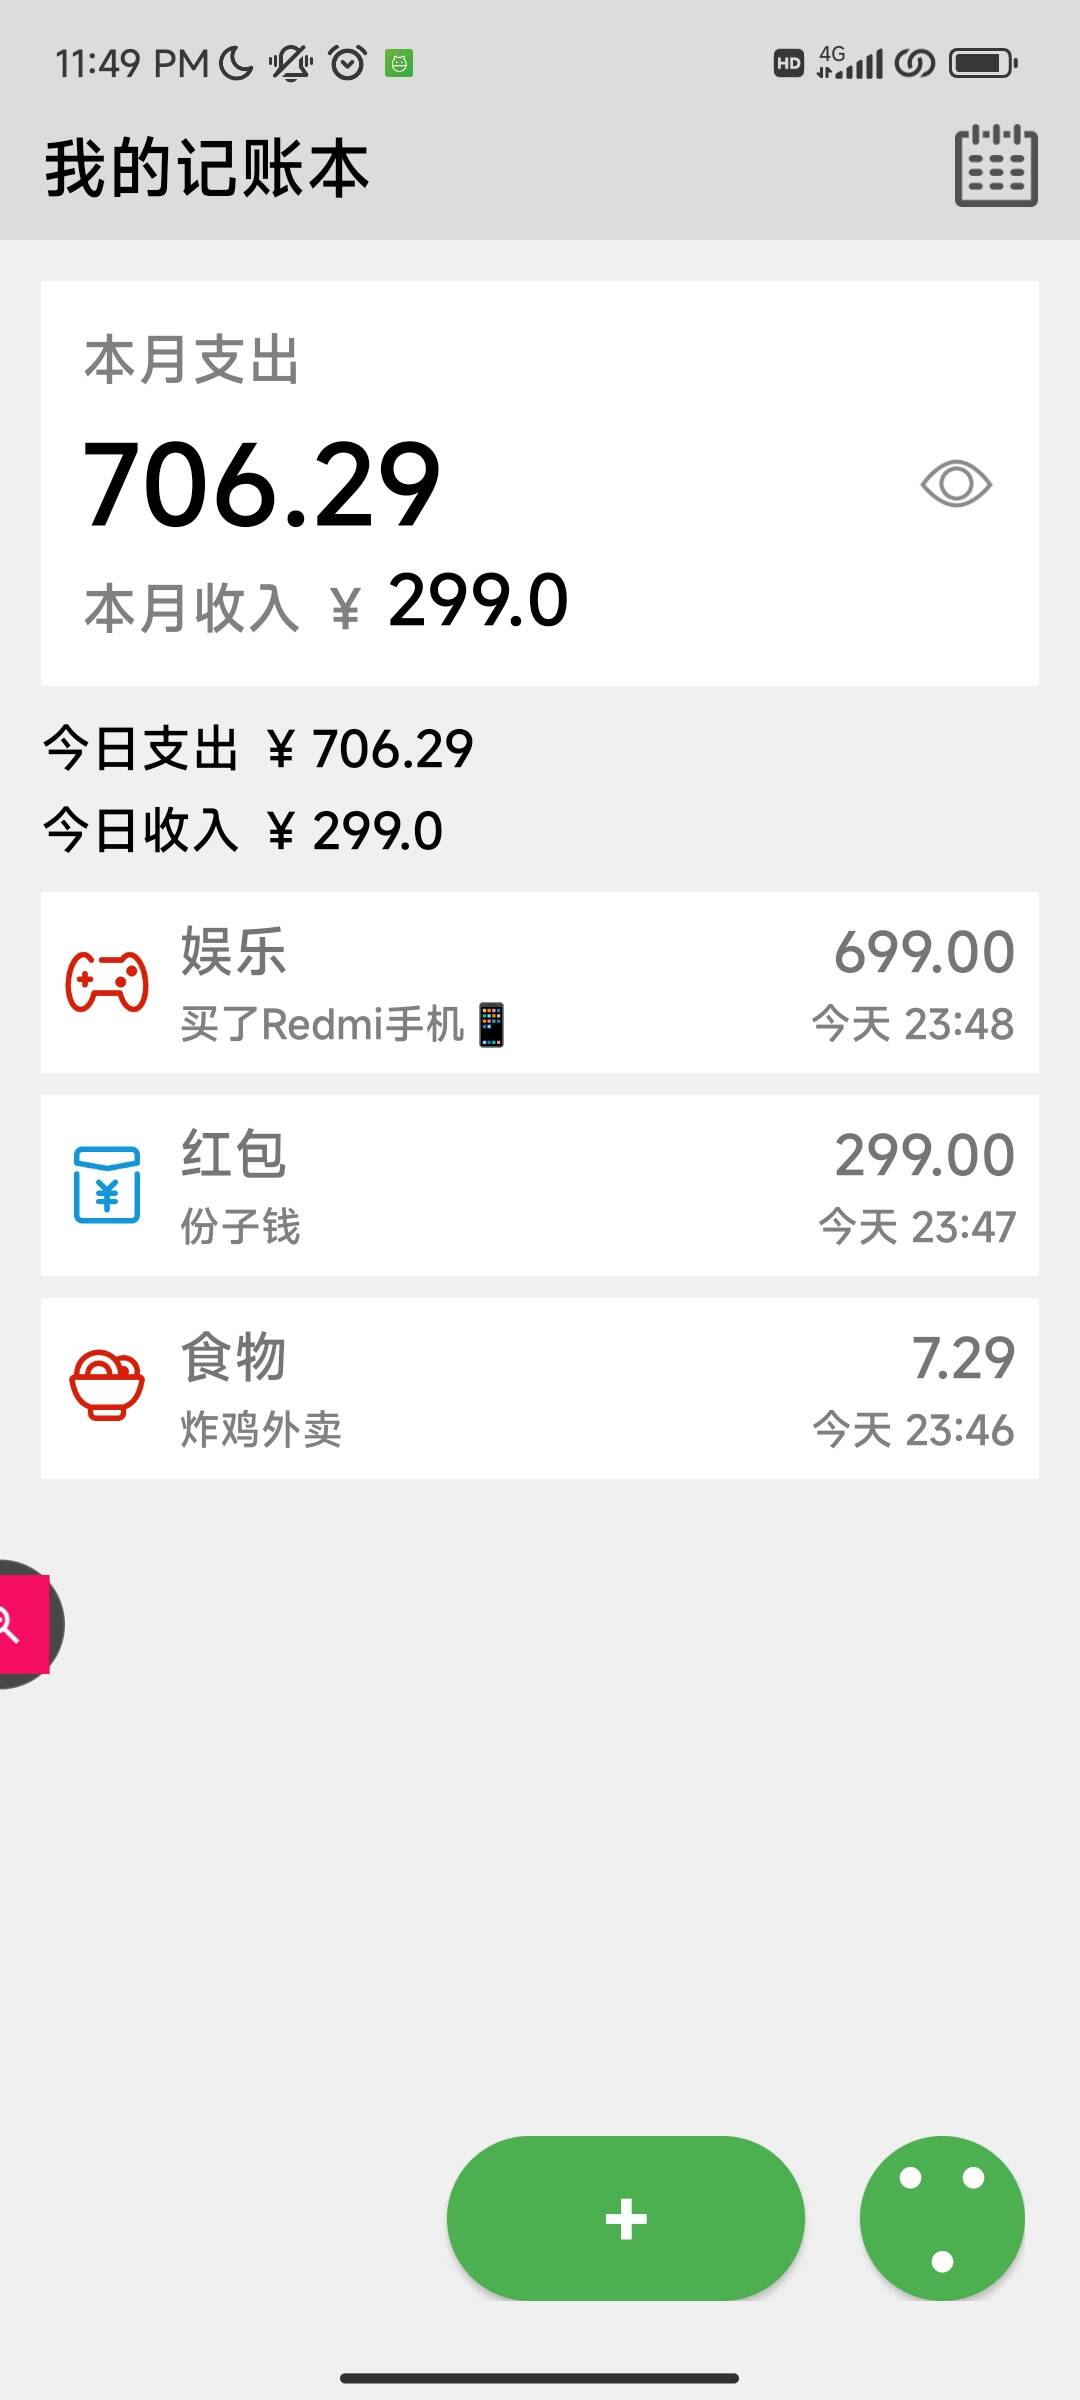 11:49 PM
HD 4G
我的记账本
本月支出
706.29
本月收入 ¥ 299.0
今日支出 ¥ 706.29
今日收入 ¥ 299.0
娱乐 699.00
买了Redmi手机📱 今天 23:48
红包 299.00
份子钱 今天 23:47
食物 7.29
炸鸡外卖 今天 23:46
+